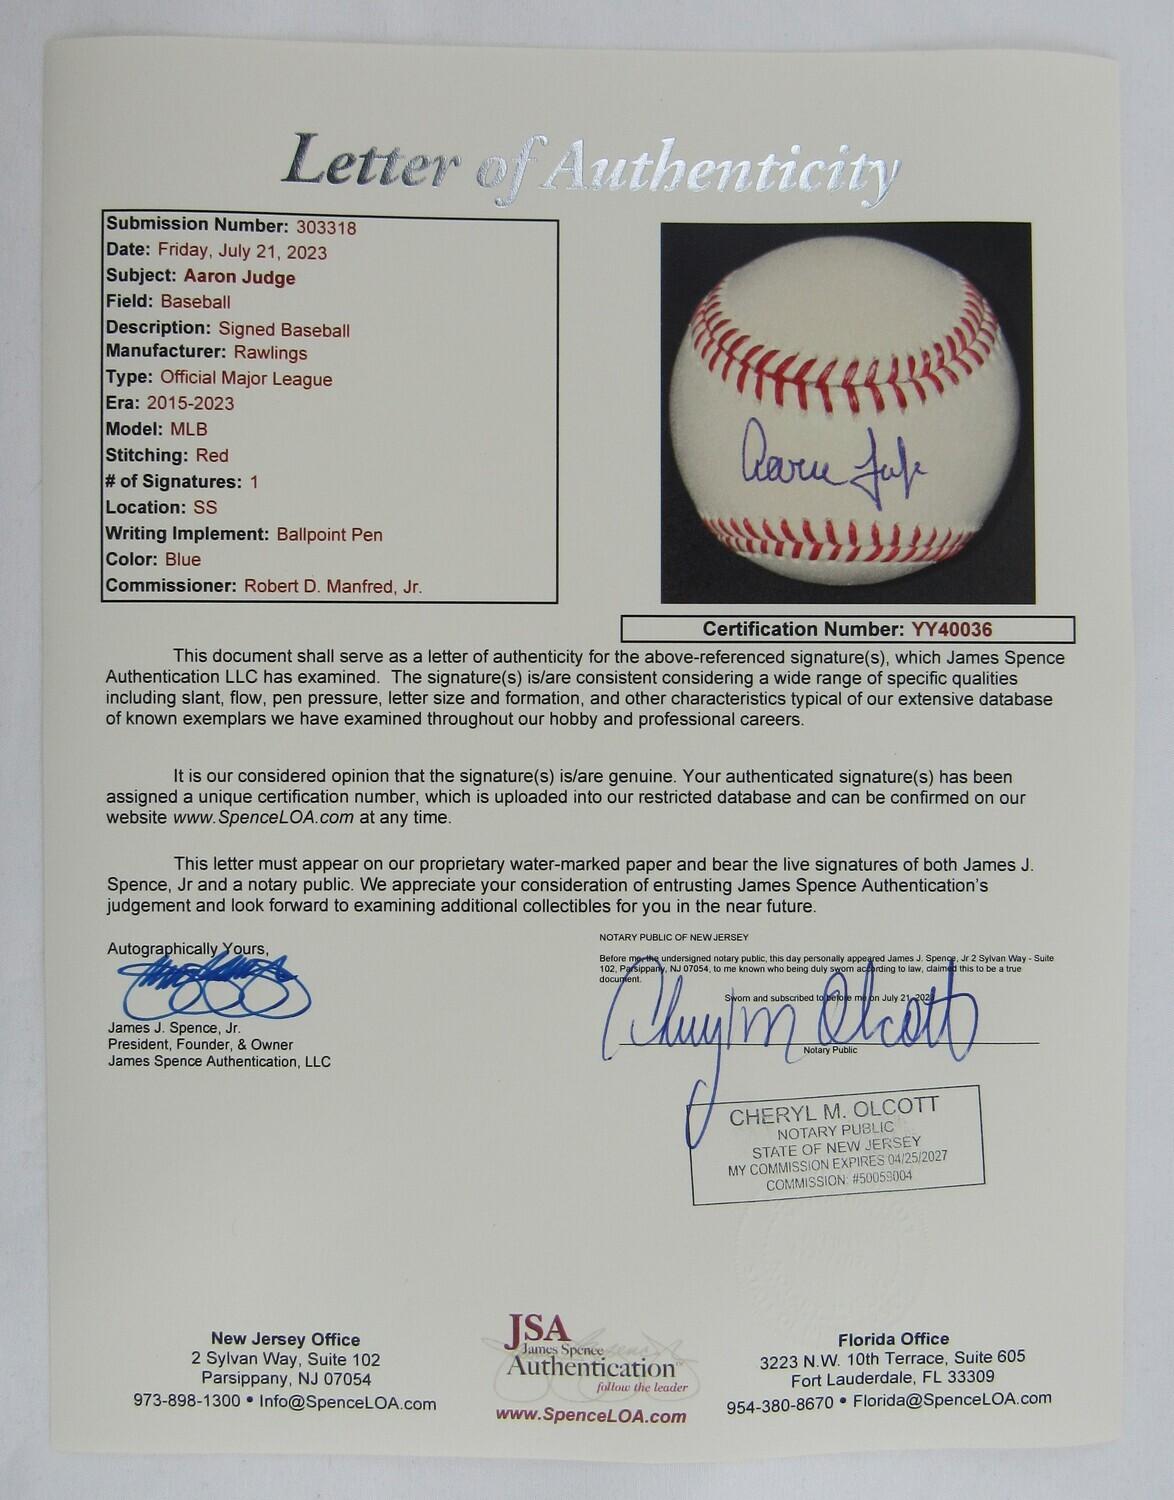 Letter of Authenticity
Submission Number: 303318
Date: Friday, July 21, 2023
Subject: Aaron Judge
Field: Baseball
Description: Signed Baseball
Manufacturer: Rawlings
Type: Official Major League
Era: 2015-2023
Model: MLB
Stitching: Red
# of Signatures: 1
Location: SS
Writing Implement: Ballpoint Pen
Color: Blue
Commissioner: Robert D. Manfred, Jr.
Certification Number: YY40036
This document shall serve as a letter of authenticity for the above-referenced signature(s), which James Spence
Authentication LLC has examined. The signature(s) is/are consistent considering a wide range of specific qualities
including slant, flow, pen pressure, letter size and formation, and other characteristics typical of our extensive database
of known exemplars we have examined throughout our hobby and professional careers.
It is our considered opinion that the signature(s) is/are genuine. Your authenticated signature(s) has been
assigned a unique certification number, which is uploaded into our restricted database and can be confirmed on our
website www.SpenceLOA.com at any time.
This letter must appear on our proprietary water-marked paper and bear the live signatures of both James J.
Spence, Jr and a notary public. We appreciate your consideration of entrusting James Spence Authentication's
judgement and look forward to examining additional collectibles for you in the near future.
Autographically Yours,
James J. Spence, Jr.
President, Founder, & Owner
James Spence Authentication, LLC
NOTARY PUBLIC OF NEW JERSEY
Before me, the undersigned notary public, this day personally appeared James J. Spence, Jr 2 Sylvan Way - Suite
102, Parsippany, NJ 07054, to me known who being duly sworn according to law, claimed this to be a true
document.
Sworn and subscribed to before me on July 21, 2023
Cheryl M Olcott
Notary Public
CHERYL M. OLCOTT
NOTARY PUBLIC
STATE OF NEW JERSEY
MY COMMISSION EXPIRES 04/25/2027
COMMISSION: #50059004
New Jersey Office
2 Sylvan Way, Suite 102
Parsippany, NJ 07054
973-898-1300 • Info@SpenceLOA.com
JSA
James Spence
Authentication™
follow the leader
www.SpenceLOA.com
Florida Office
3223 N.W. 10th Terrace, Suite 605
Fort Lauderdale, FL 33309
954-380-8670 • Florida@SpenceLOA.com